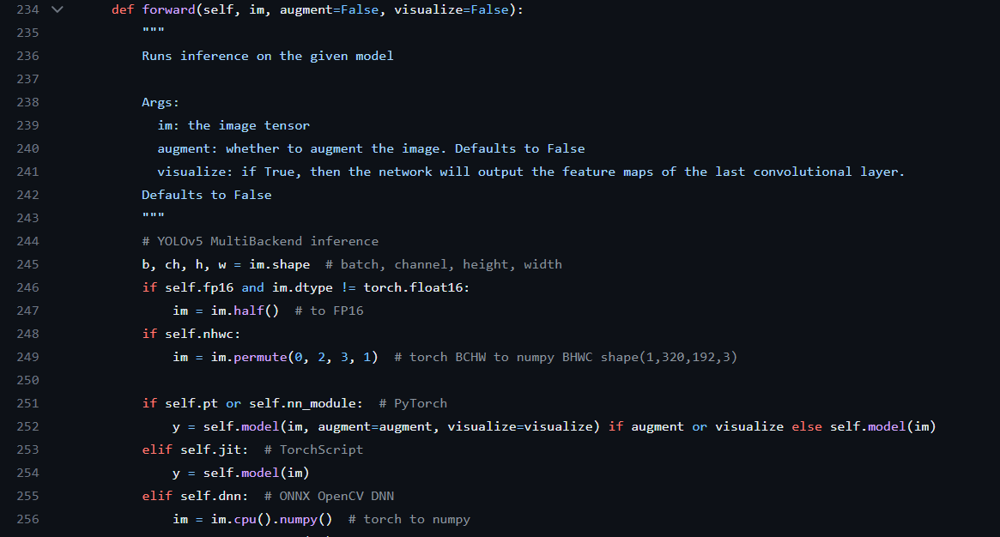 234 def forward(self, im, augment=False, visualize=False):
235 """
236 Runs inference on the given model
237
238 Args:
239 im: the image tensor
240 augment: whether to augment the image. Defaults to False
241 visualize: if True, then the network will output the feature maps of the last convolutional layer.
242 Defaults to False
243 """
244 # YOLOv5 MultiBackend inference
245 b, ch, h, w = im.shape  # batch, channel, height, width
246 if self.fp16 and im.dtype != torch.float16:
247 im = im.half()  # to FP16
248 if self.nhwc:
249 im = im.permute(0, 2, 3, 1)  # torch BCHW to numpy BHWC shape(1,320,192,3)
250
251 if self.pt or self.nn_module:  # PyTorch
252 y = self.model(im, augment=augment, visualize=visualize) if augment or visualize else self.model(im)
253 elif self.jit:  # TorchScript
254 y = self.model(im)
255 elif self.dnn:  # ONNX OpenCV DNN
256 im = im.cpu().numpy()  # torch to numpy